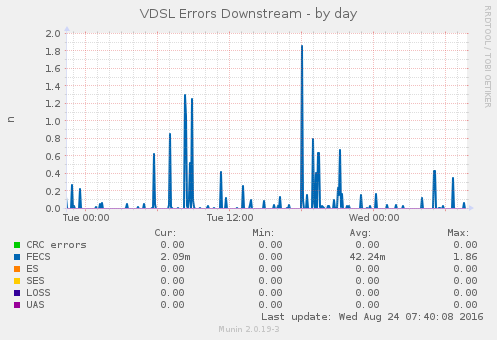 VDSL Errors Downstream - by day
RRDTOOL / TOBI OETIKER
n
2.0
1.8
1.6
1.4
1.2
1.0
0.8
0.6
0.4
0.2
0.0
Tue 00:00 Tue 12:00 Wed 00:00
Cur: Min: Avg: Max:
CRC errors 0.00 0.00 0.00 0.00
FECS 2.09m 0.00 42.24m 1.86
ES 0.00 0.00 0.00 0.00
SES 0.00 0.00 0.00 0.00
LOSS 0.00 0.00 0.00 0.00
UAS 0.00 0.00 0.00 0.00
Last update: Wed Aug 24 07:40:08 2016
Munin 2.0.19-3